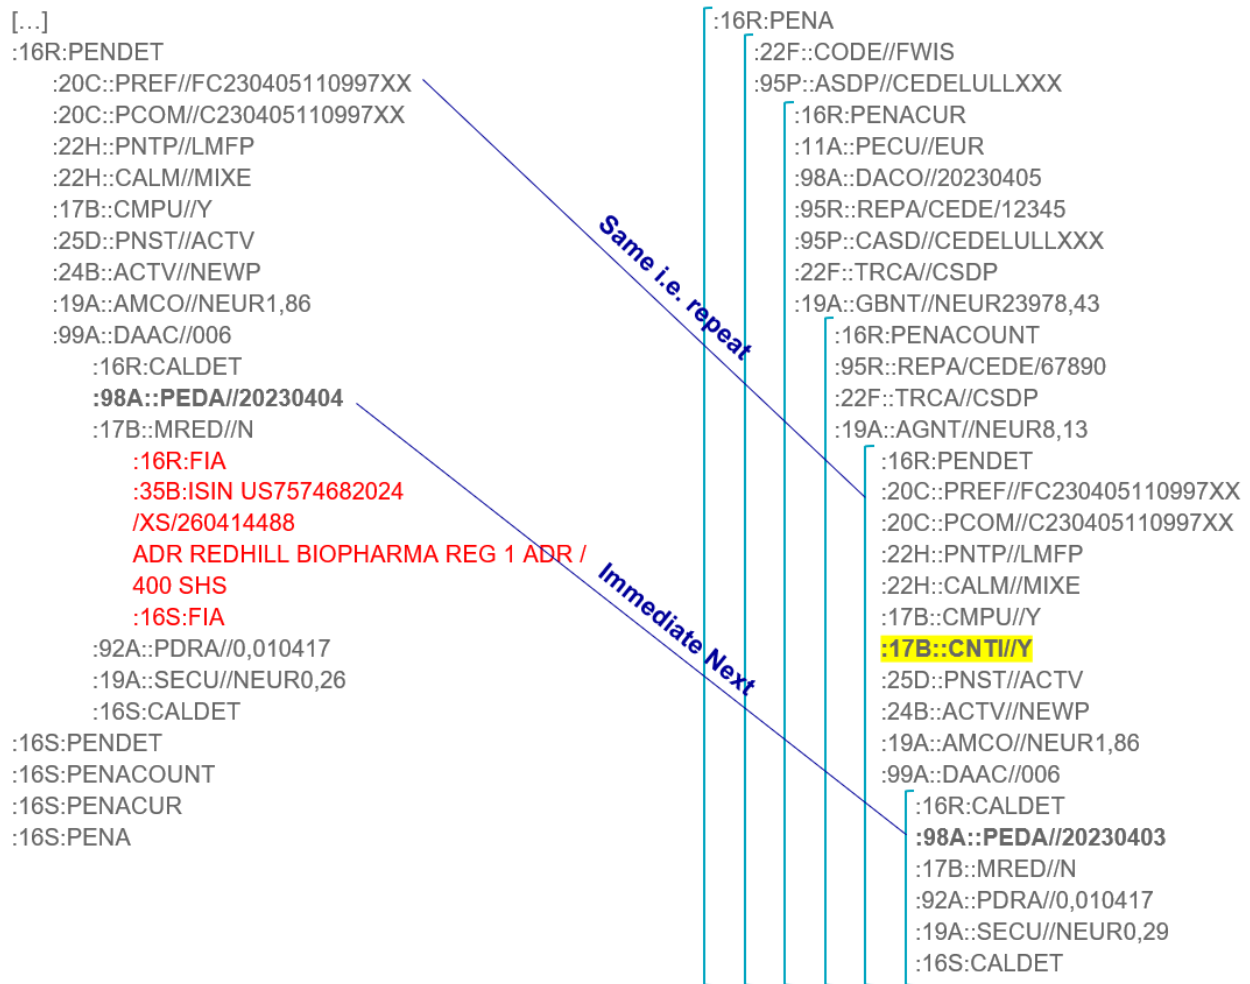 [...]
:16R:PENDET
:20C::PREF//FC230405110997XX
:20C::PCOM//C230405110997XX
:22H::PNTP//LMFP
:22H::CALM//MIXE
:17B::CMPU//Y
:25D::PNST//ACTV
:24B::ACTV//NEWP
:19A::AMCO//NEUR1,86
:99A::DAAC//006
:16R:CALDET
:98A::PEDA//20230404
:17B::MRED//N
:16R:FIA
:35B:ISIN US7574682024
/XS/260414488
ADR REDHILL BIOPHARMA REG 1 ADR /
400 SHS
:16S:FIA
:92A::PDRA//0,010417
:19A::SECU//NEUR0,26
:16S:CALDET
:16S:PENDET
:16S:PENACOUNT
:16S:PENACUR
:16S:PENA
Same i.e. repeat
Immediate Next
:16R:PENA
:22F::CODE//FWIS
:95P::ASDP//CEDELULLXXX
:16R:PENACUR
:11A::PECU//EUR
:98A::DACO//20230405
:95R::REPA/CEDE/12345
:95P::CASD//CEDELULLXXX
:22F::TRCA//CSDP
:19A::GBNT//NEUR23978,43
:16R:PENACOUNT
:95R::REPA/CEDE/67890
:22F::TRCA//CSDP
:19A::AGNT//NEUR8,13
:16R:PENDET
:20C::PREF//FC230405110997XX
:20C::PCOM//C230405110997XX
:22H::PNTP//LMFP
:22H::CALM//MIXE
:17B::CMPU//Y
:17B::CNTI//Y
:25D::PNST//ACTV
:24B::ACTV//NEWP
:19A::AMCO//NEUR1,86
:99A::DAAC//006
:16R:CALDET
:98A::PEDA//20230403
:17B::MRED//N
:92A::PDRA//0,010417
:19A::SECU//NEUR0,29
:16S:CALDET